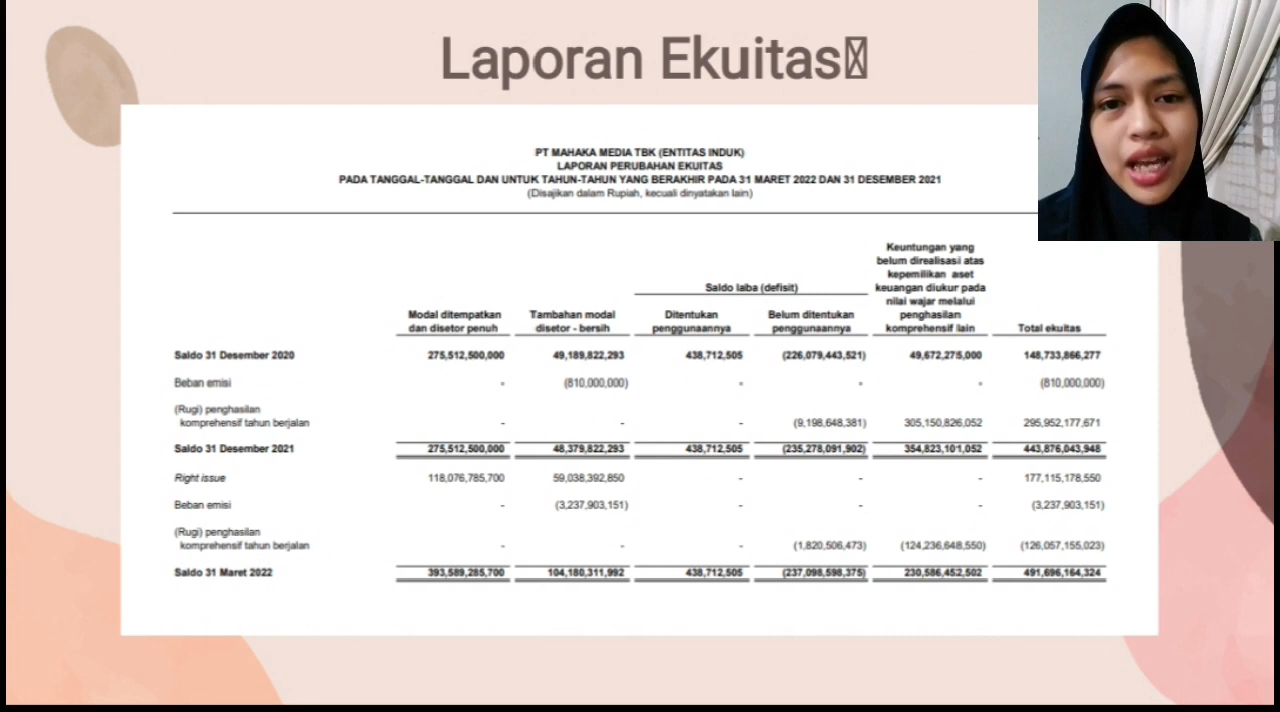 Laporan Ekuitas
PT MAHAKA MEDIA TBK (ENTITAS INDUK)
LAPORAN PERUBAHAN EKUITAS
PADA TANGGAL-TANGGAL DAN UNTUK TAHUN-TAHUN YANG BERAKHIR PADA 31 MARET 2022 DAN 31 DESEMBER 2021
(Disajikan dalam Rupiah, kecuali dinyatakan lain)
Keuntungan yang
belum direalisasi atas
kepemilikan aset
Saldo laba (defisit) keuangan diukur pada
nilai wajar melalui
Modal ditempatkan Tambahan modal Ditentukan Belum ditentukan penghasilan
dan disetor penuh disetor - bersih penggunaannya penggunaannya komprehensif lain Total ekuitas
Saldo 31 Desember 2020 275,512,500,000 49,189,822,293 438,712,505 (226,079,443,521) 49,672,275,000 148,733,866,277
Beban emisi - (810,000,000) - - - (810,000,000)
(Rugi) penghasilan
komprehensif tahun berjalan - - - (9,198,648,381) 305,150,826,052 295,952,177,671
Saldo 31 Desember 2021 275,512,500,000 48,379,822,293 438,712,505 (235,278,091,902) 354,823,101,052 443,876,043,948
Right issue 118,076,785,700 59,038,392,850 - - - 177,115,178,550
Beban emisi - (3,237,903,151) - - - (3,237,903,151)
(Rugi) penghasilan
komprehensif tahun berjalan - - - (1,820,506,473) (124,236,648,550) (126,057,155,023)
Saldo 31 Maret 2022 393,589,285,700 104,180,311,992 438,712,505 (237,098,598,375) 230,586,452,502 491,696,164,324